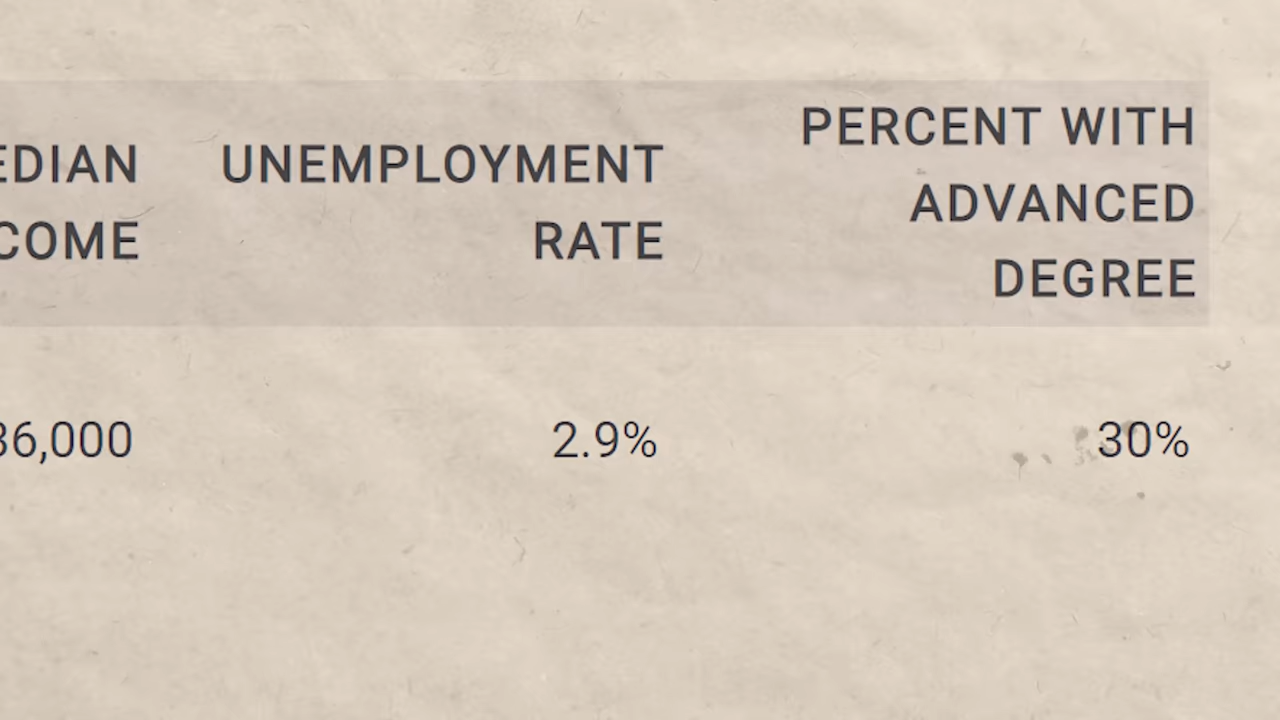 EDIAN
COME
UNEMPLOYMENT
RATE
PERCENT WITH
ADVANCED
DEGREE
36,000 2.9% 30%